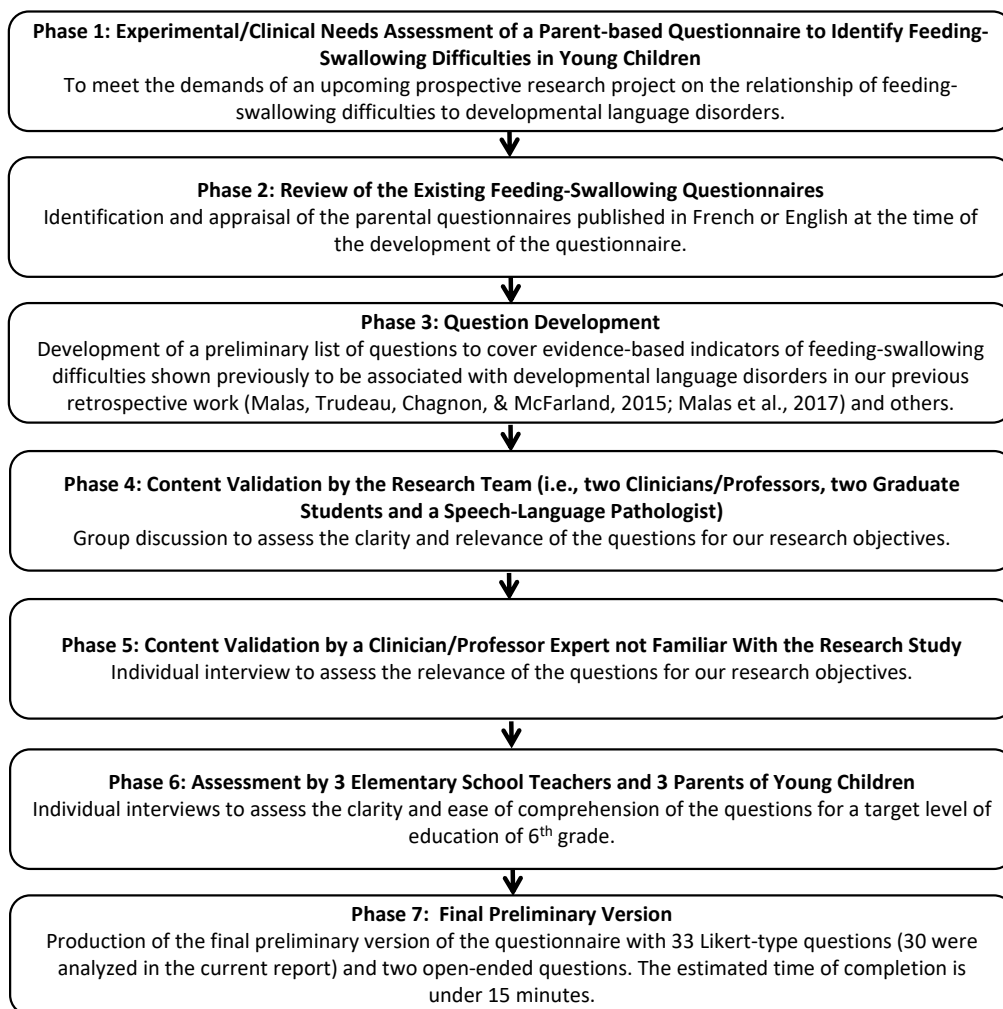 Phase 1: Experimental/Clinical Needs Assessment of a Parent-based Questionnaire to Identify Feeding-
Swallowing Difficulties in Young Children
To meet the demands of an upcoming prospective research project on the relationship of feeding-
swallowing difficulties to developmental language disorders.
Phase 2: Review of the Existing Feeding-Swallowing Questionnaires
Identification and appraisal of the parental questionnaires published in French or English at the time of
the development of the questionnaire.
Phase 3: Question Development
Development of a preliminary list of questions to cover evidence-based indicators of feeding-swallowing
difficulties shown previously to be associated with developmental language disorders in our previous
retrospective work (Malas, Trudeau, Chagnon, & McFarland, 2015; Malas et al., 2017) and others.
Phase 4: Content Validation by the Research Team (i.e., two Clinicians/Professors, two Graduate
Students and a Speech-Language Pathologist)
Group discussion to assess the clarity and relevance of the questions for our research objectives.
Phase 5: Content Validation by a Clinician/Professor Expert not Familiar With the Research Study
Individual interview to assess the relevance of the questions for our research objectives.
Phase 6: Assessment by 3 Elementary School Teachers and 3 Parents of Young Children
Individual interviews to assess the clarity and ease of comprehension of the questions for a target level of
education of 6th grade.
Phase 7: Final Preliminary Version
Production of the final preliminary version of the questionnaire with 33 Likert-type questions (30 were
analyzed in the current report) and two open-ended questions. The estimated time of completion is
under 15 minutes.